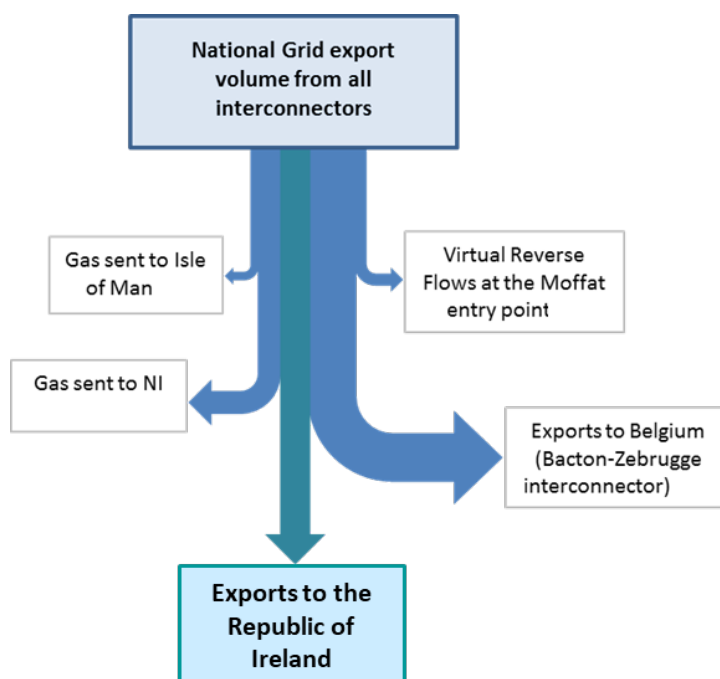 National Grid export
volume from all
interconnectors
Gas sent to Isle
of Man
Virtual Reverse
Flows at the Moffat
entry point
Gas sent to NI
Exports to Belgium
(Bacton-Zebrugge
interconnector)
Exports to the
Republic of
Ireland